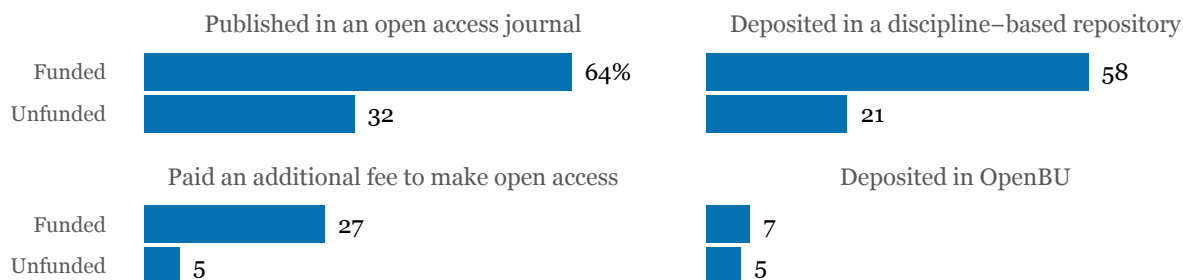 Published in an open access journal
Funded 64%
Unfunded 32
Deposited in a discipline–based repository
58
21
Paid an additional fee to make open access
Funded 27
Unfunded 5
Deposited in OpenBU
7
5